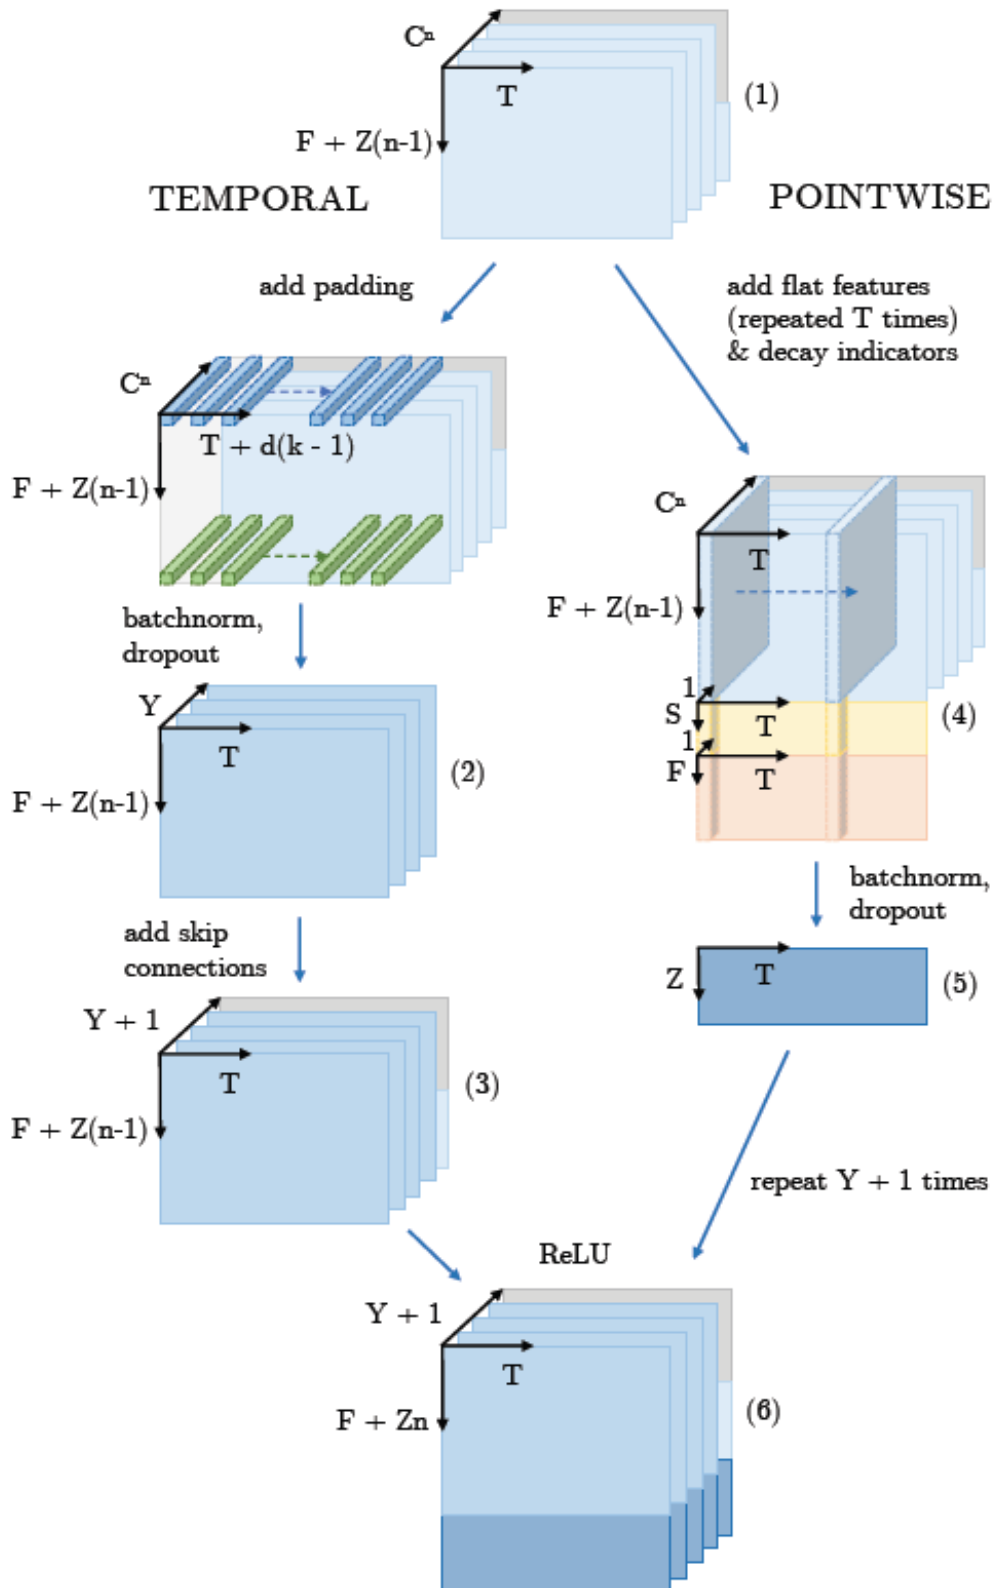 Cⁿ
T
(1)
F + Z(n-1)
TEMPORAL
POINTWISE
add padding
add flat features
(repeated T times)
& decay indicators
Cⁿ
T + d(k - 1)
F + Z(n-1)
Cⁿ
T
F + Z(n-1)
batchnorm,
dropout
1
S
T
(4)
1
F
T
Y
T
(2)
F + Z(n-1)
batchnorm,
dropout
add skip
connections
Z
T
(5)
Y + 1
T
(3)
F + Z(n-1)
repeat Y + 1 times
ReLU
Y + 1
T
(6)
F + Zn